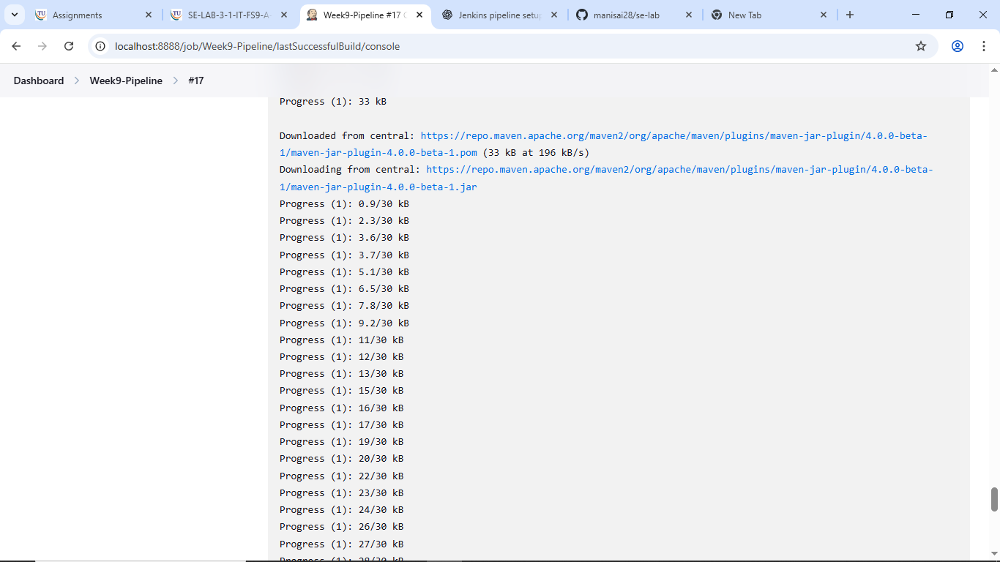 Assignments
SE-LAB-3-1-IT-FS9-A-
Week9-Pipeline #17 C
Jenkins pipeline setup
manisai28/se-lab
New Tab
localhost:8888/job/Week9-Pipeline/lastSuccessfulBuild/console
Dashboard
Week9-Pipeline
#17
Progress (1): 33 kB
Downloaded from central: https://repo.maven.apache.org/maven2/org/apache/maven/plugins/maven-jar-plugin/4.0.0-beta-
1/maven-jar-plugin-4.0.0-beta-1.pom (33 kB at 196 kB/s)
Downloading from central: https://repo.maven.apache.org/maven2/org/apache/maven/plugins/maven-jar-plugin/4.0.0-beta-
1/maven-jar-plugin-4.0.0-beta-1.jar
Progress (1): 0.9/30 kB
Progress (1): 2.3/30 kB
Progress (1): 3.6/30 kB
Progress (1): 3.7/30 kB
Progress (1): 5.1/30 kB
Progress (1): 6.5/30 kB
Progress (1): 7.8/30 kB
Progress (1): 9.2/30 kB
Progress (1): 11/30 kB
Progress (1): 12/30 kB
Progress (1): 13/30 kB
Progress (1): 15/30 kB
Progress (1): 16/30 kB
Progress (1): 17/30 kB
Progress (1): 19/30 kB
Progress (1): 20/30 kB
Progress (1): 22/30 kB
Progress (1): 23/30 kB
Progress (1): 24/30 kB
Progress (1): 26/30 kB
Progress (1): 27/30 kB
Progress (1): 28/30 kB